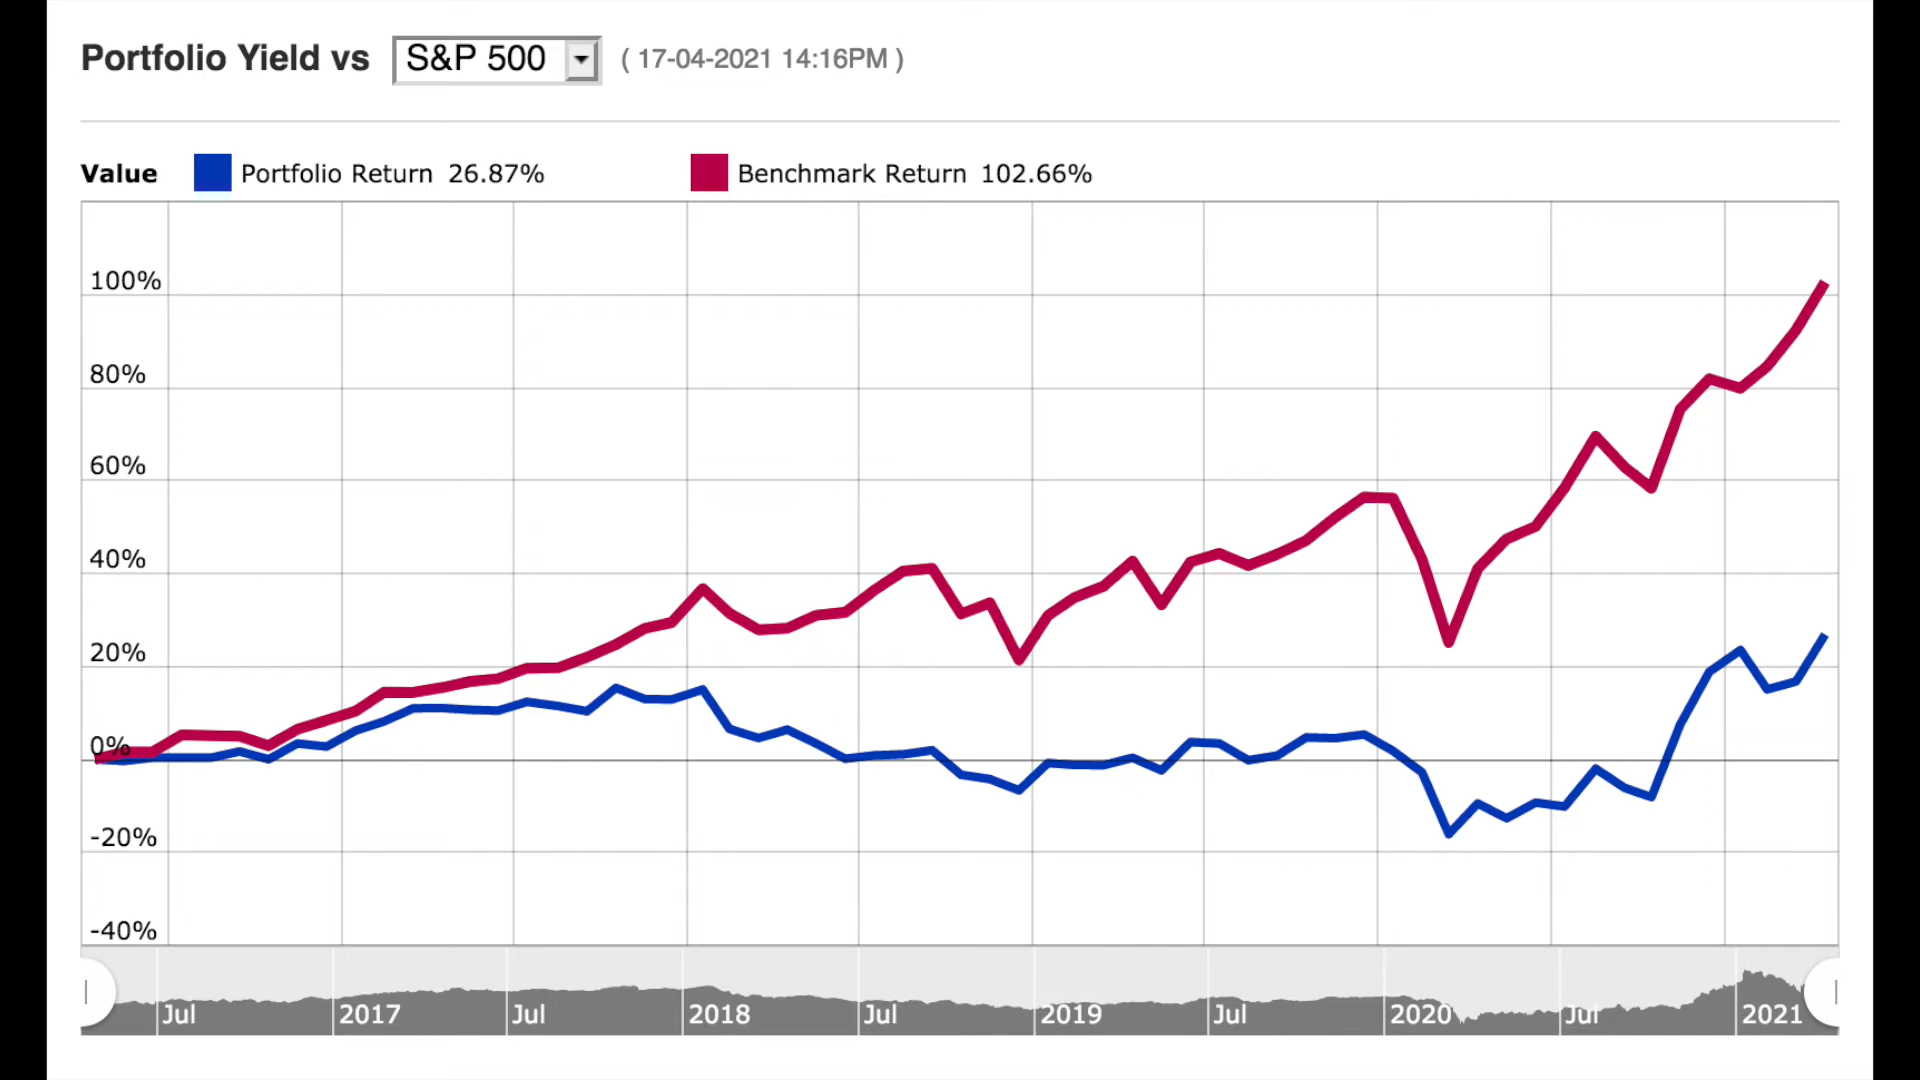 Portfolio Yield vs S&P 500 ( 17-04-2021 14:16PM )
Value Portfolio Return 26.87% Benchmark Return 102.66%
100%
80%
60%
40%
20%
0%
-20%
-40%
Jul 2017 Jul 2018 Jul 2019 Jul 2020 Jul 2021